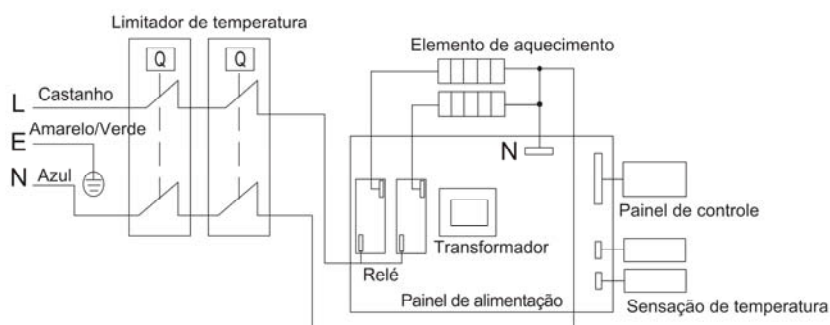 Limitador de temperatura
Elemento de aquecimento
Q
Q
L
Castanho
E
Amarelo/Verde
N
Azul
N
Painel de controle
Transformador
Relé
Painel de alimentação
Sensação de temperatura